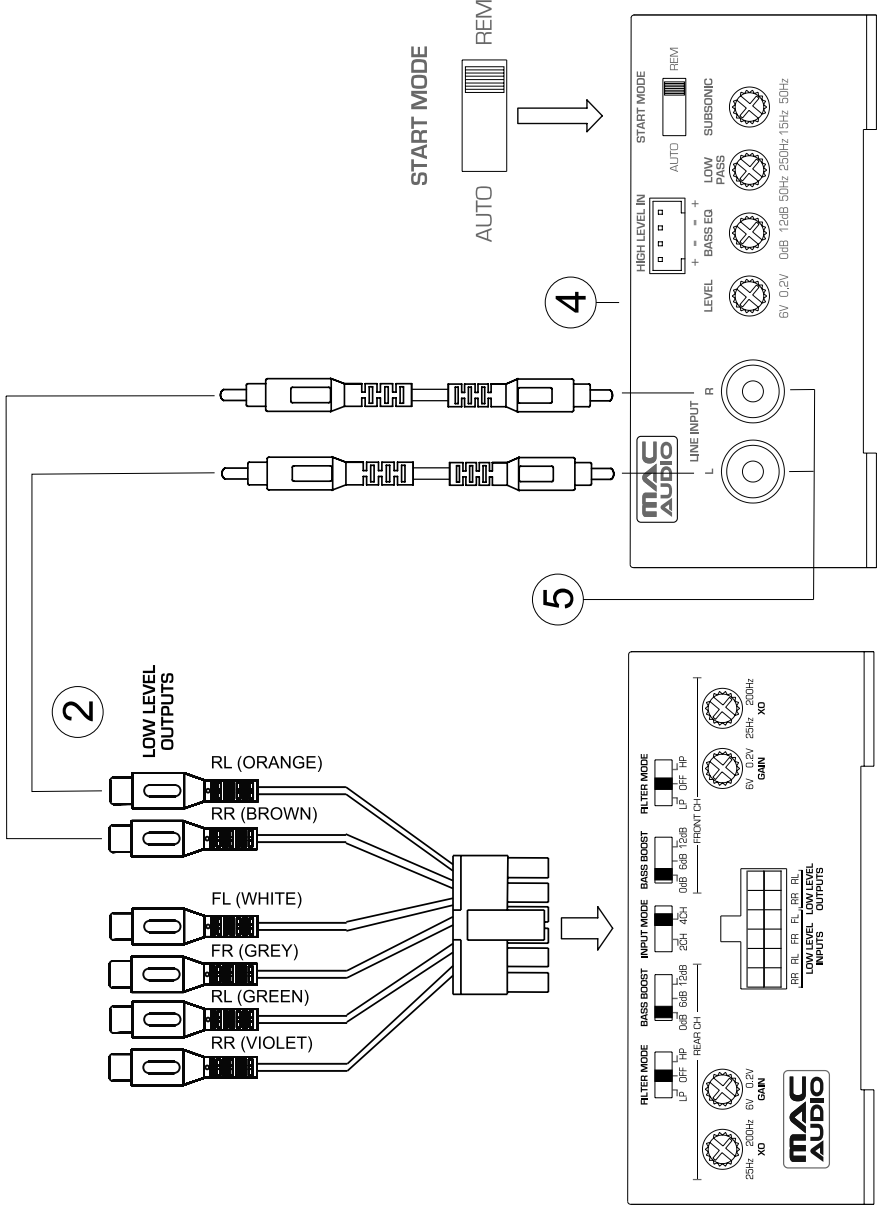 START MODE
AUTO
REM
HIGH LEVEL IN
+ - - +
START MODE
AUTO
REM
LEVEL
6V 0.2V
BASS EQ
0dB 12dB
LOW
PASS
50Hz 250Hz
SUBSONIC
15Hz 50Hz
4
MAC
AUDIO
LINE INPUT
L
R
5
2
LOW LEVEL
OUTPUTS
RL (ORANGE)
RR (BROWN)
FL (WHITE)
FR (GREY)
RL (GREEN)
RR (VIOLET)
FILTER MODE
LP OFF HP
BASS BOOST
0dB 6dB 12dB
INPUT MODE
2CH 4CH
BASS BOOST
0dB 6dB 12dB
FILTER MODE
LP OFF HP
REAR CH
FRONT CH
25Hz 200Hz
XO
6V 0.2V
GAIN
6V 0.2V
GAIN
25Hz 200Hz
XO
RR RL FR FL RR RL
LOW LEVEL
INPUTS
LOW LEVEL
OUTPUTS
MAC
AUDIO